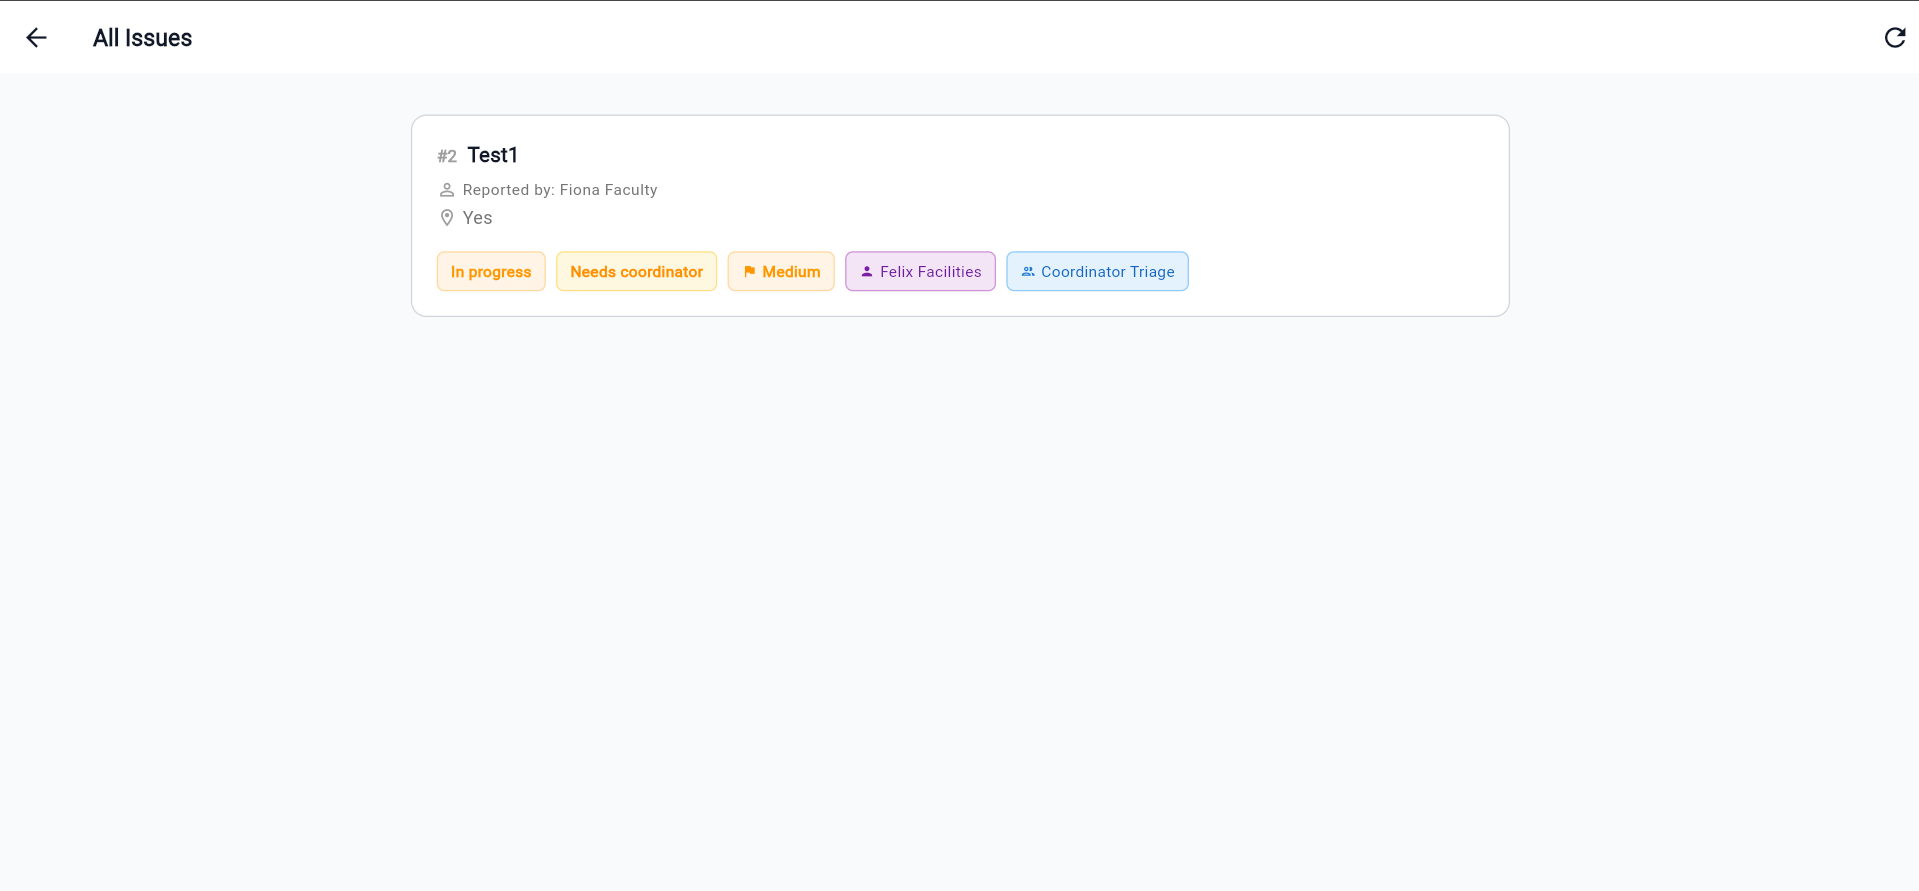 All Issues
#2 Test1
Reported by: Fiona Faculty
Yes
In progress Needs coordinator Medium Felix Facilities Coordinator Triage